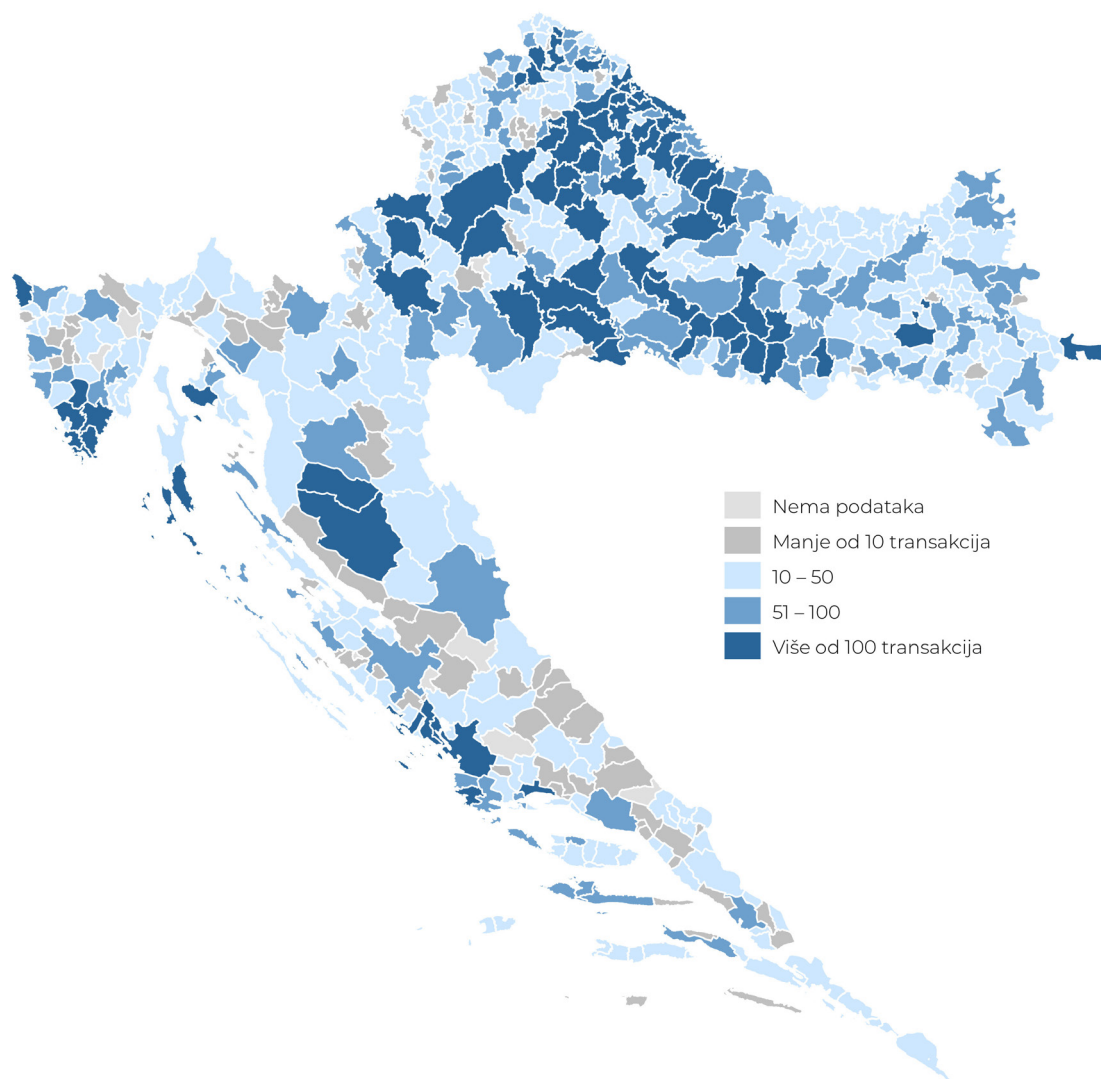 Nema podataka
Manje od 10 transakcija
10 – 50
51 – 100
Više od 100 transakcija